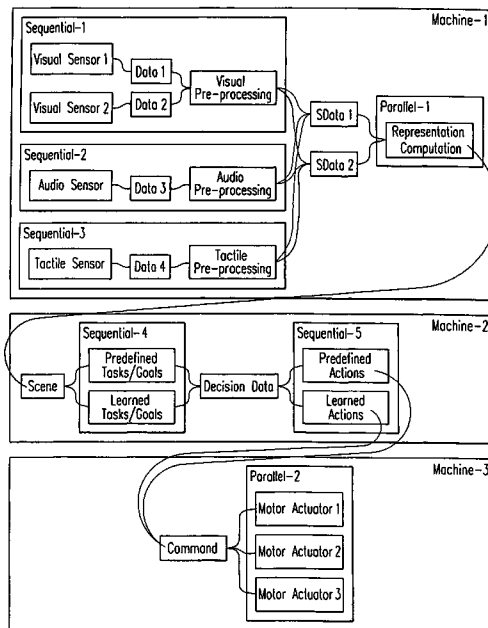 Machine-1
Sequential-1
Visual Sensor 1
Data 1
Visual
Pre-processing
Visual Sensor 2
Data 2
SData 1
Parallel-1
Representation
Computation
Sequential-2
SData 2
Audio Sensor
Data 3
Audio
Pre-processing
Sequential-3
Tactile Sensor
Data 4
Tactile
Pre-processing
Machine-2
Sequential-4
Sequential-5
Predefined
Tasks/Goals
Predefined
Actions
Scene
Decision Data
Learned
Tasks/Goals
Learned
Actions
Machine-3
Parallel-2
Motor Actuator 1
Command
Motor Actuator 2
Motor Actuator 3